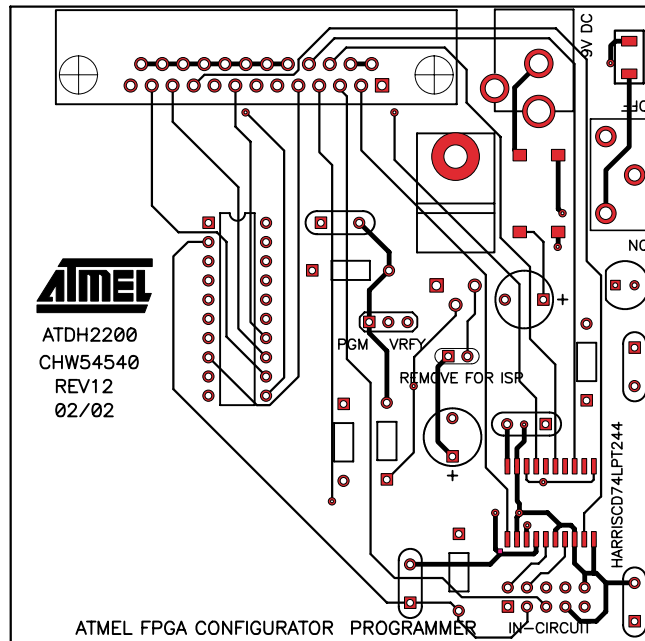 9V DC
OFF
ON
ATMEL
ATDH2200
CHW54540
REV12
02/02
PGM VRFY
REMOVE FOR ISP
+
+
HARRISCD74LPT244
IN-CIRCUIT
ATMEL FPGA CONFIGURATOR PROGRAMMER